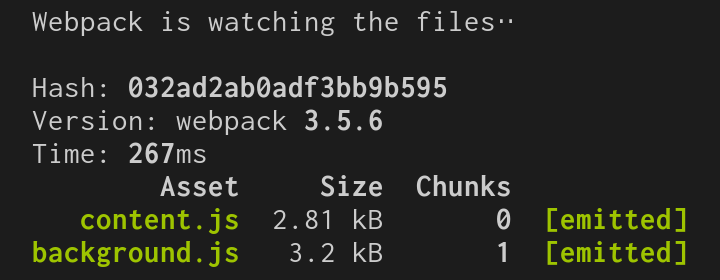 Webpack is watching the files…
Hash: 032ad2ab0adf3bb9b595
Version: webpack 3.5.6
Time: 267ms
Asset Size Chunks
content.js 2.81 kB 0 [emitted]
background.js 3.2 kB 1 [emitted]